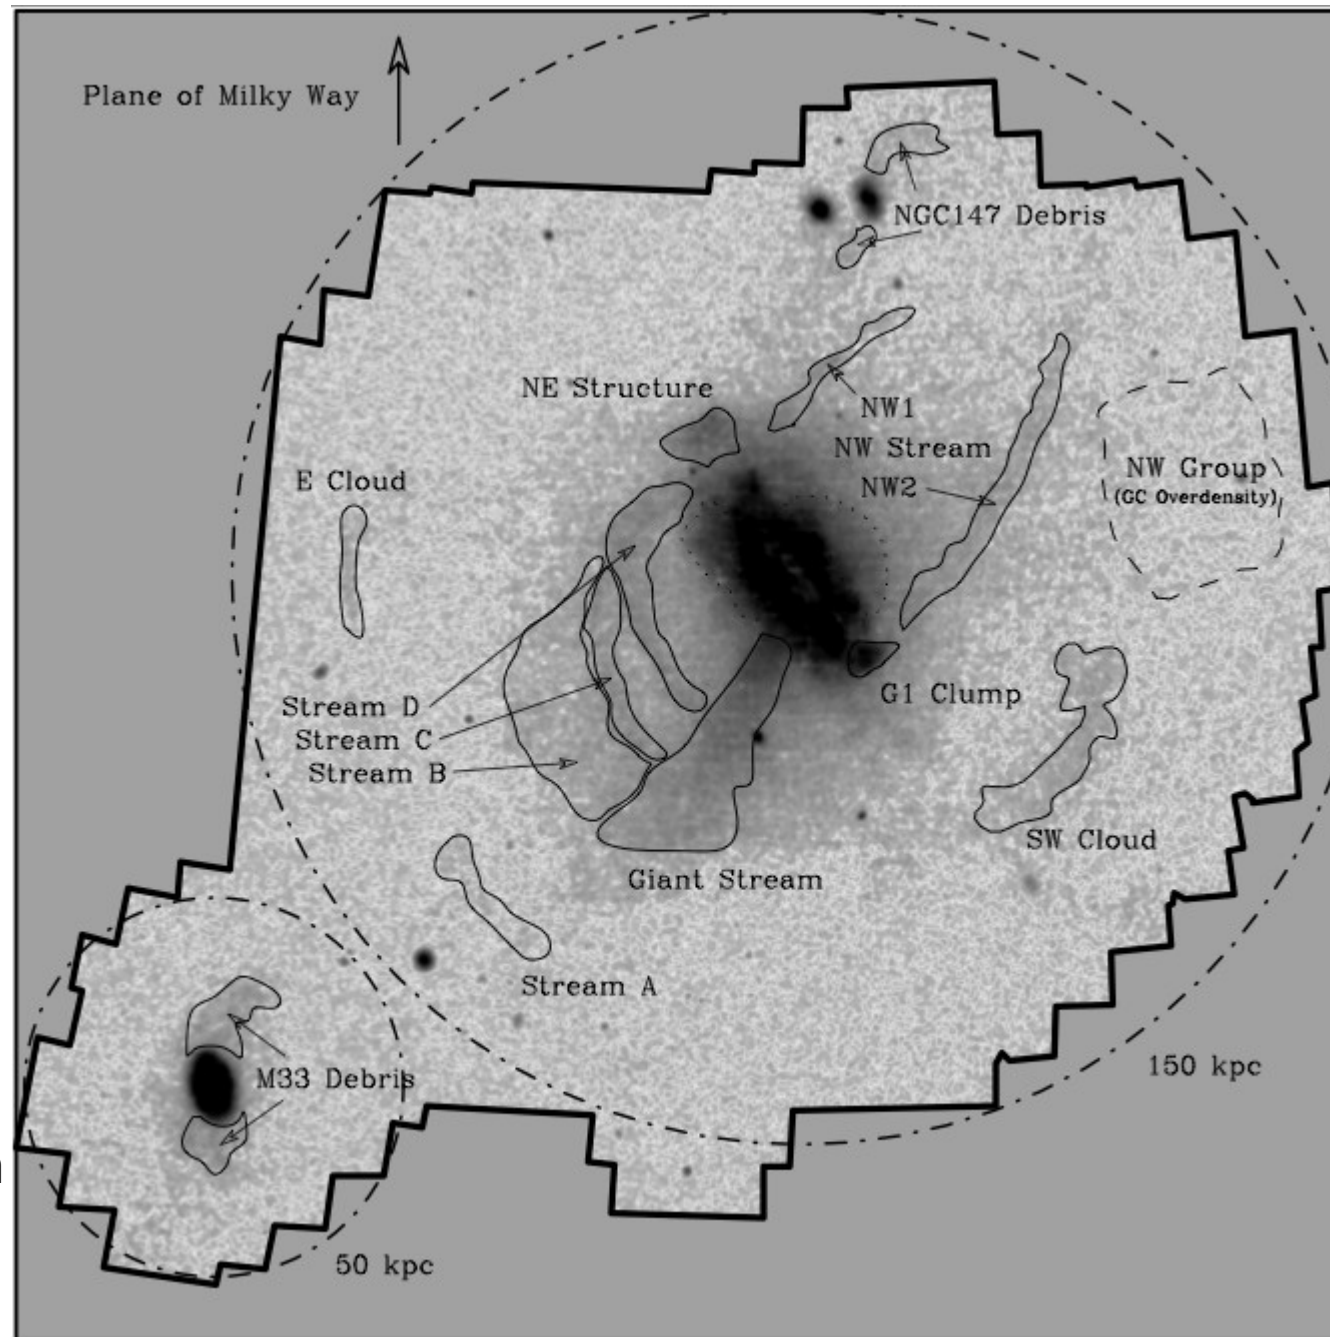 Plane of Milky Way
NGC147 Debris
NE Structure
NW1
NW Stream
NW2
NW Group
(GC Overdensity)
E Cloud
G1 Clump
Stream D
Stream C
Stream B
SW Cloud
Giant Stream
Stream A
M33 Debris
150 kpc
50 kpc